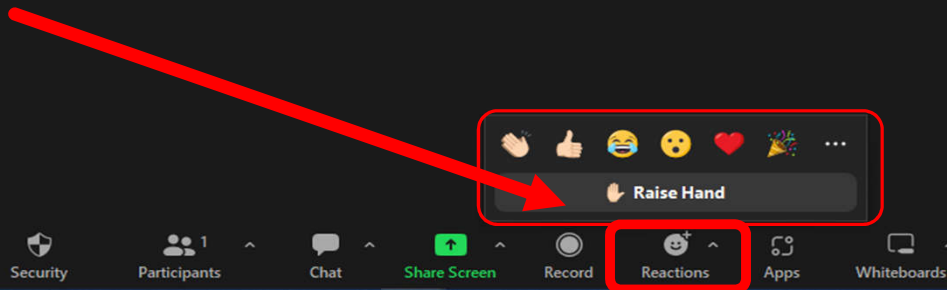 Raise Hand
1
Security
Participants
Chat
Share Screen
Record
Reactions
Apps
Whiteboards